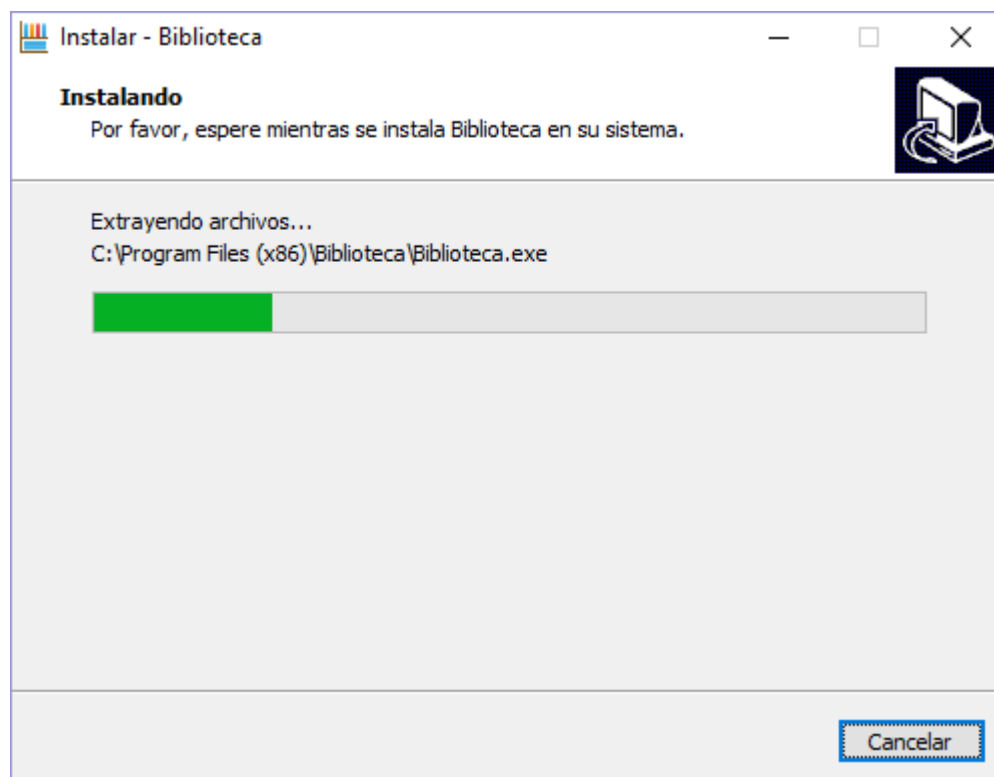 Instalar - Biblioteca
Instalando
Por favor, espere mientras se instala Biblioteca en su sistema.
Extrayendo archivos...
C:\Program Files (x86)\Biblioteca\Biblioteca.exe
Cancelar